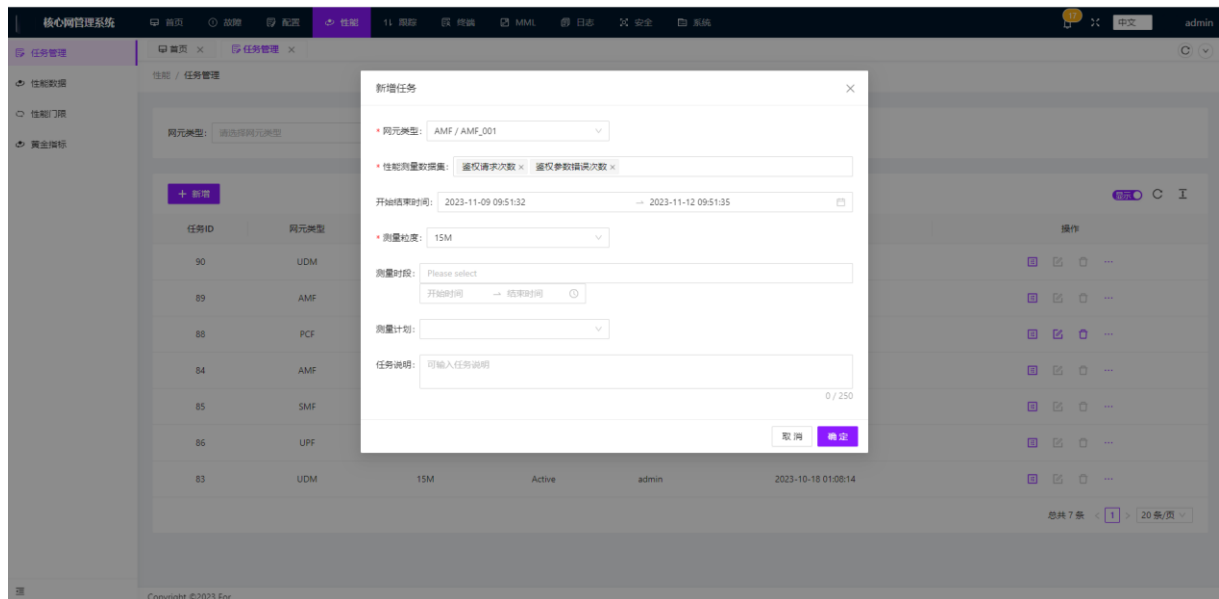 核心网管理系统 首页 故障 配置 性能 跟踪 终端 MML 日志 安全 系统 17 中文 admin
任务管理 首页 × 任务管理 ×
性能数据
性能门限
黄金指标
性能 / 任务管理
网元类型: 请选择网元类型
+ 新增 显示
任务ID 网元类型 操作
90 UDM
89 AMF
88 PCF
84 AMF
85 SMF
86 UPF
83 UDM 15M Active admin 2023-10-18 01:08:14
总共 7 条 < 1 > 20 条/页
新增任务 ×
* 网元类型: AMF / AMF_001
* 性能测量数据集: 鉴权请求次数 × 鉴权参数错误次数 ×
开始结束时间: 2023-11-09 09:51:32 → 2023-11-12 09:51:35
* 测量粒度: 15M
测量时段: Please select
开始时间 → 结束时间
测量计划:
任务说明: 可输入任务说明
0 / 250
取消 确定
Copyright ©2023 For